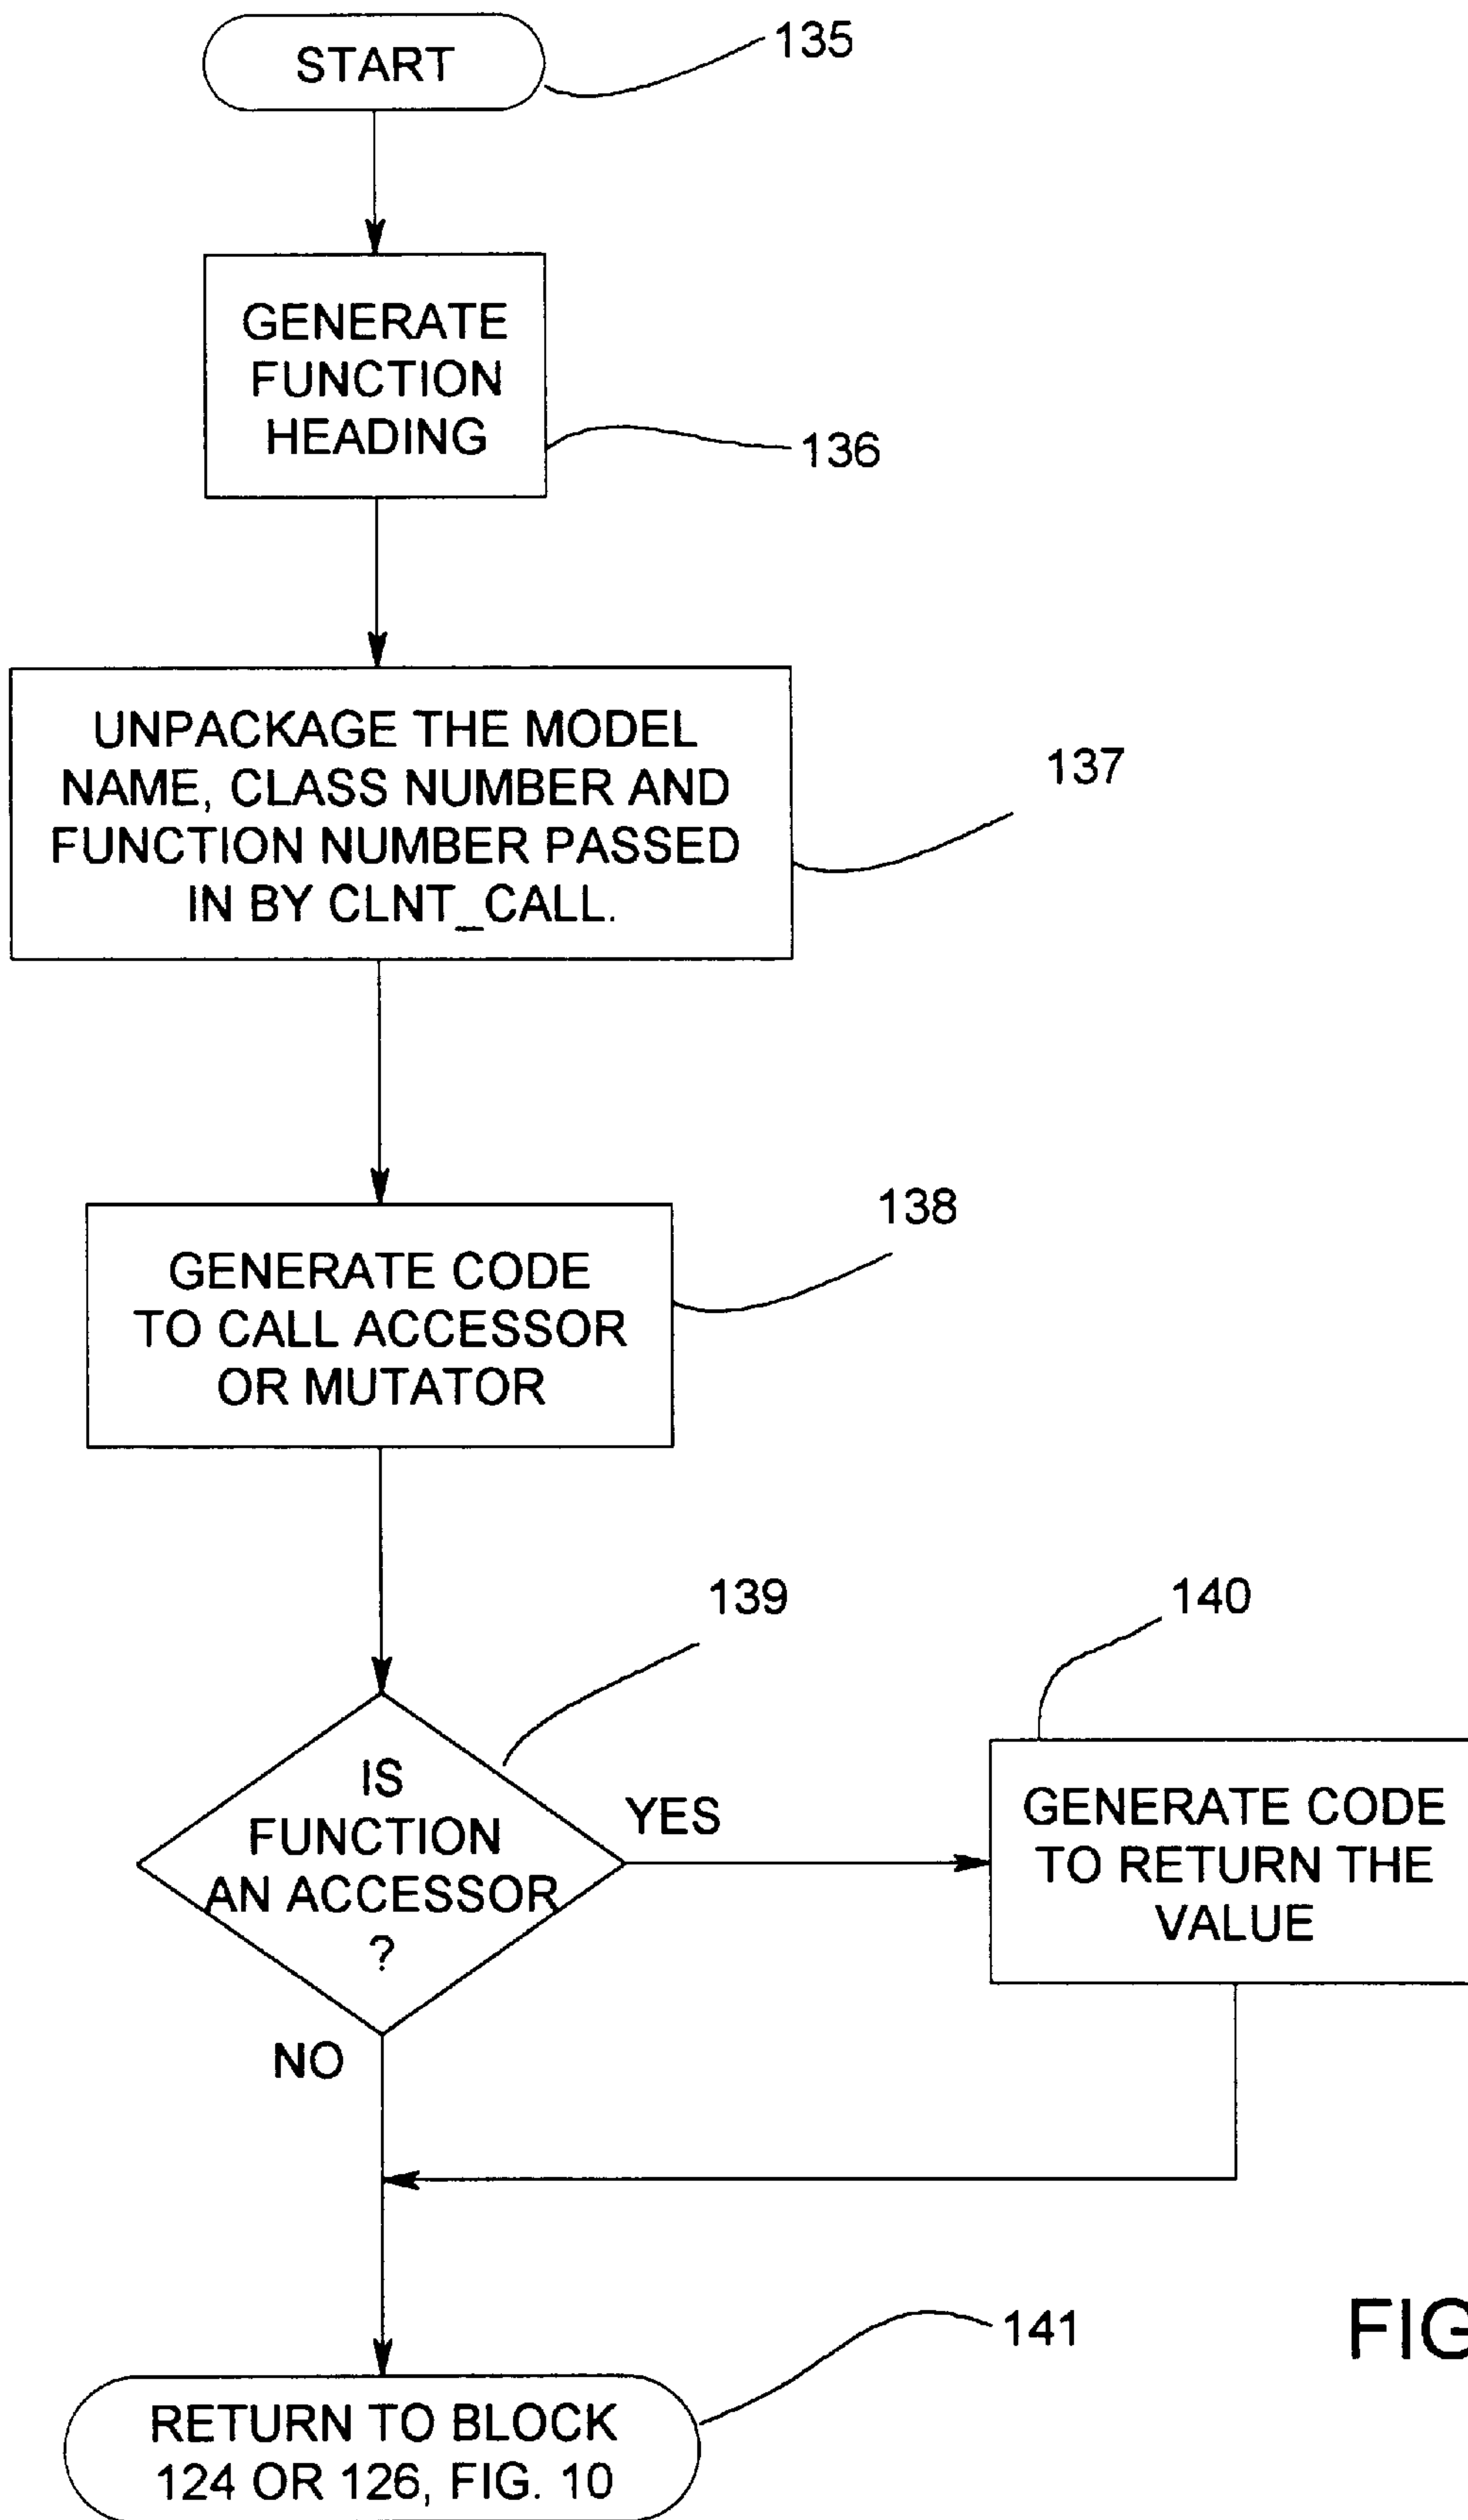 START
135
GENERATE
FUNCTION
HEADING
136
UNPACKAGE THE MODEL
NAME, CLASS NUMBER AND
FUNCTION NUMBER PASSED
IN BY CLNT_CALL.
137
GENERATE CODE
TO CALL ACCESSOR
OR MUTATOR
138
IS
FUNCTION
AN ACCESSOR
?
139
YES
NO
GENERATE CODE
TO RETURN THE
VALUE
140
RETURN TO BLOCK
124 OR 126, FIG. 10
141